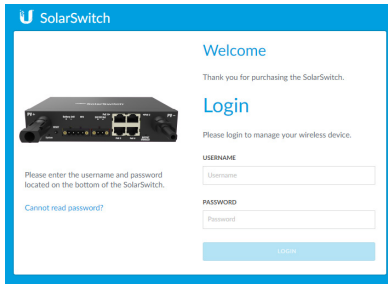 SolarSwitch
Welcome
Thank you for purchasing the SolarSwitch.
Login
Please login to manage your wireless device.
USERNAME
Username
PASSWORD
Password
LOGIN
SolarSwitch
Please enter the username and password
located on the bottom of the SolarSwitch.
Cannot read password?